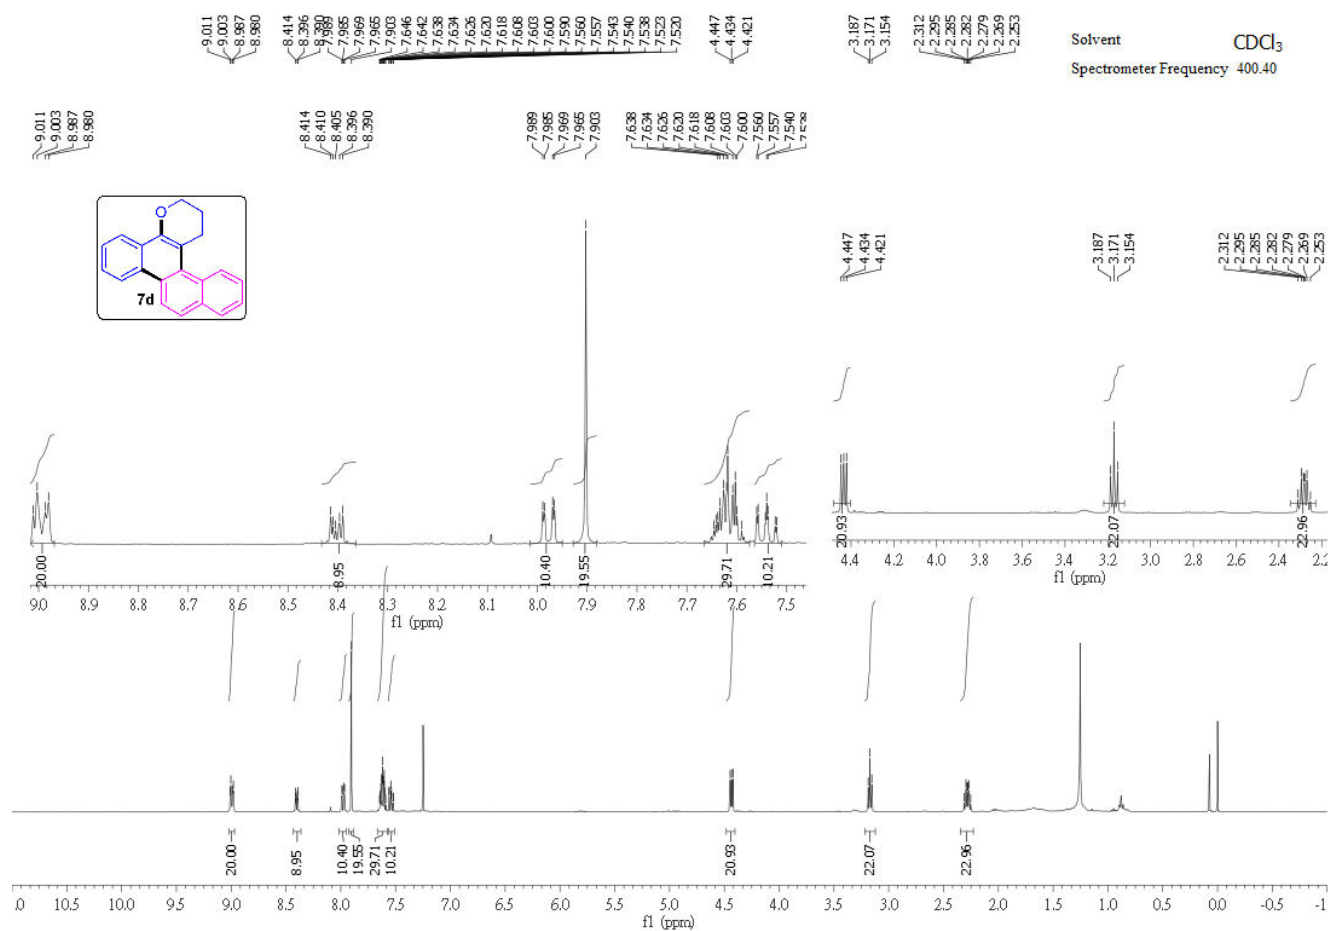 9.011 9.003 8.987 8.980 8.414 8.396 8.390 7.989 7.985 7.969 7.965 7.903 7.646 7.642 7.638 7.634 7.626 7.620 7.618 7.608 7.603 7.600 7.590 7.560 7.557 7.543 7.540 7.538 7.523 7.520 4.447 4.434 4.421 3.187 3.171 3.154 2.312 2.295 2.285 2.282 2.279 2.269 2.253
Solvent CDCl3
Spectrometer Frequency 400.40
9.011 9.003 8.987 8.980 8.414 8.410 8.405 8.396 8.390 7.989 7.985 7.969 7.965 7.903 7.638 7.634 7.626 7.620 7.618 7.608 7.603 7.600 7.560 7.557 7.540
4.447 4.434 4.421 3.187 3.171 3.154 2.312 2.295 2.285 2.282 2.279 2.269 2.253
O
7d
20.93 22.07 22.96
4.4 4.2 4.0 3.8 3.6 3.4 3.2 3.0 2.8 2.6 2.4 2.2
f1 (ppm)
20.00 8.95 10.40 19.55 29.71 10.21
9.0 8.9 8.8 8.7 8.6 8.5 8.4 8.3 8.2 8.1 8.0 7.9 7.8 7.7 7.6 7.5
f1 (ppm)
20.00 8.95 10.40 19.55 29.71 10.21 20.93 22.07 22.96
10.5 10.0 9.5 9.0 8.5 8.0 7.5 7.0 6.5 6.0 5.5 5.0 4.5 4.0 3.5 3.0 2.5 2.0 1.5 1.0 0.5 0.0 -0.5
f1 (ppm)